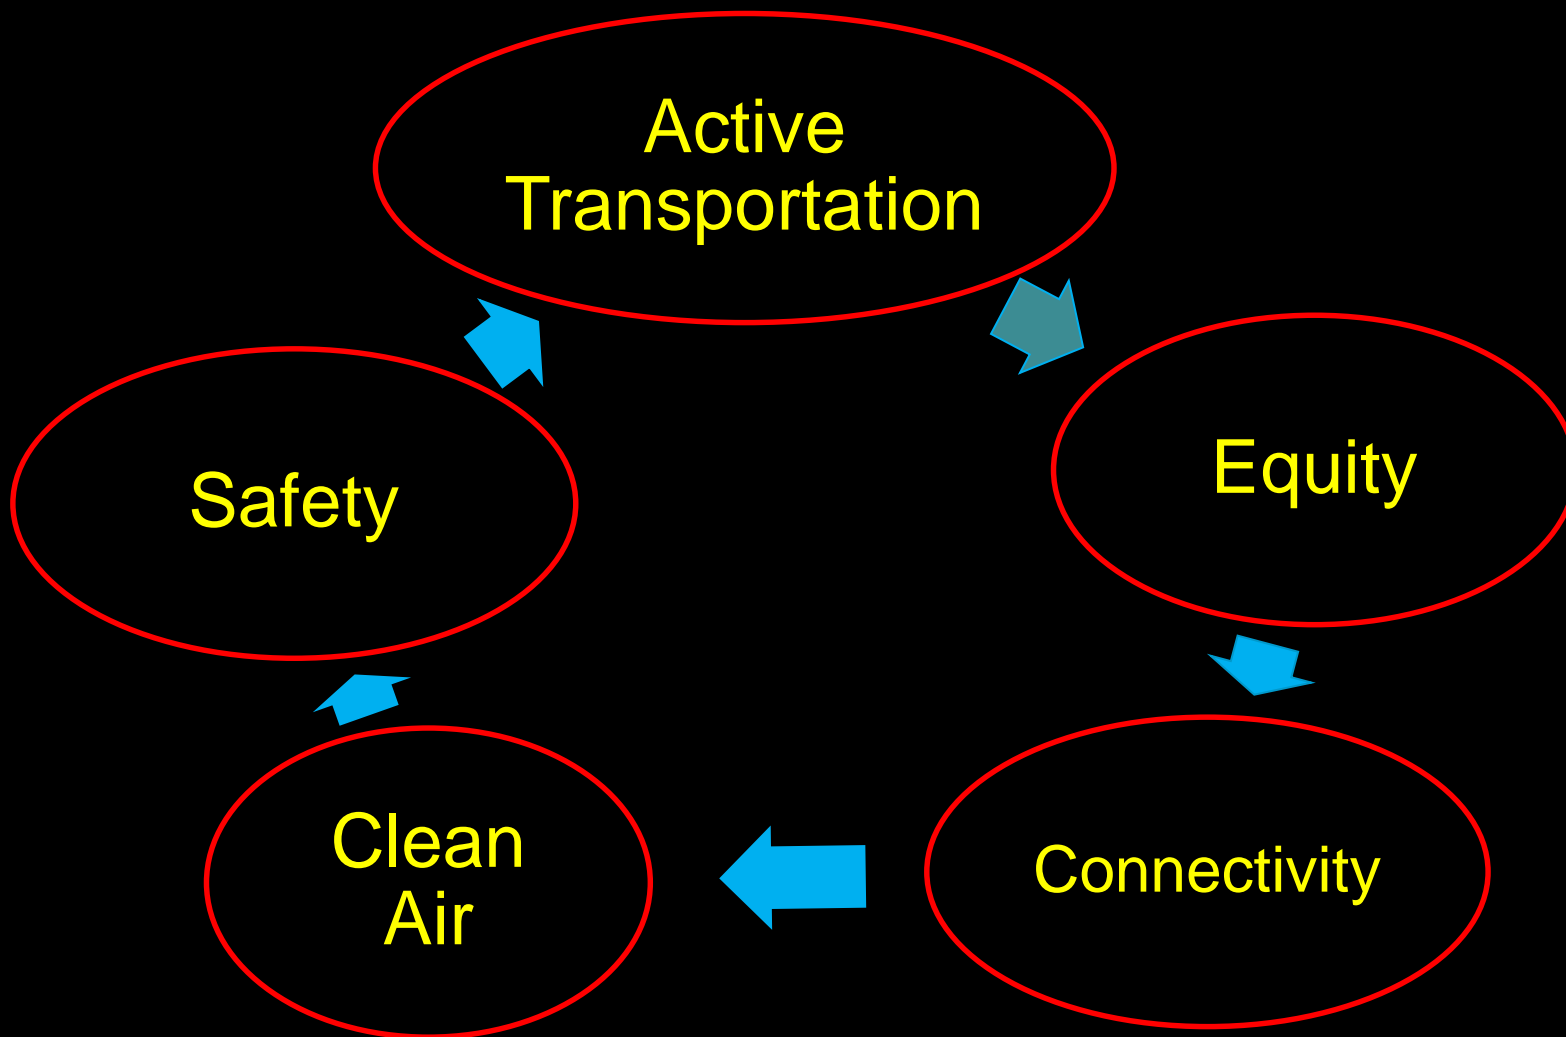 Active
Transportation
Equity
Connectivity
Clean
Air
Safety